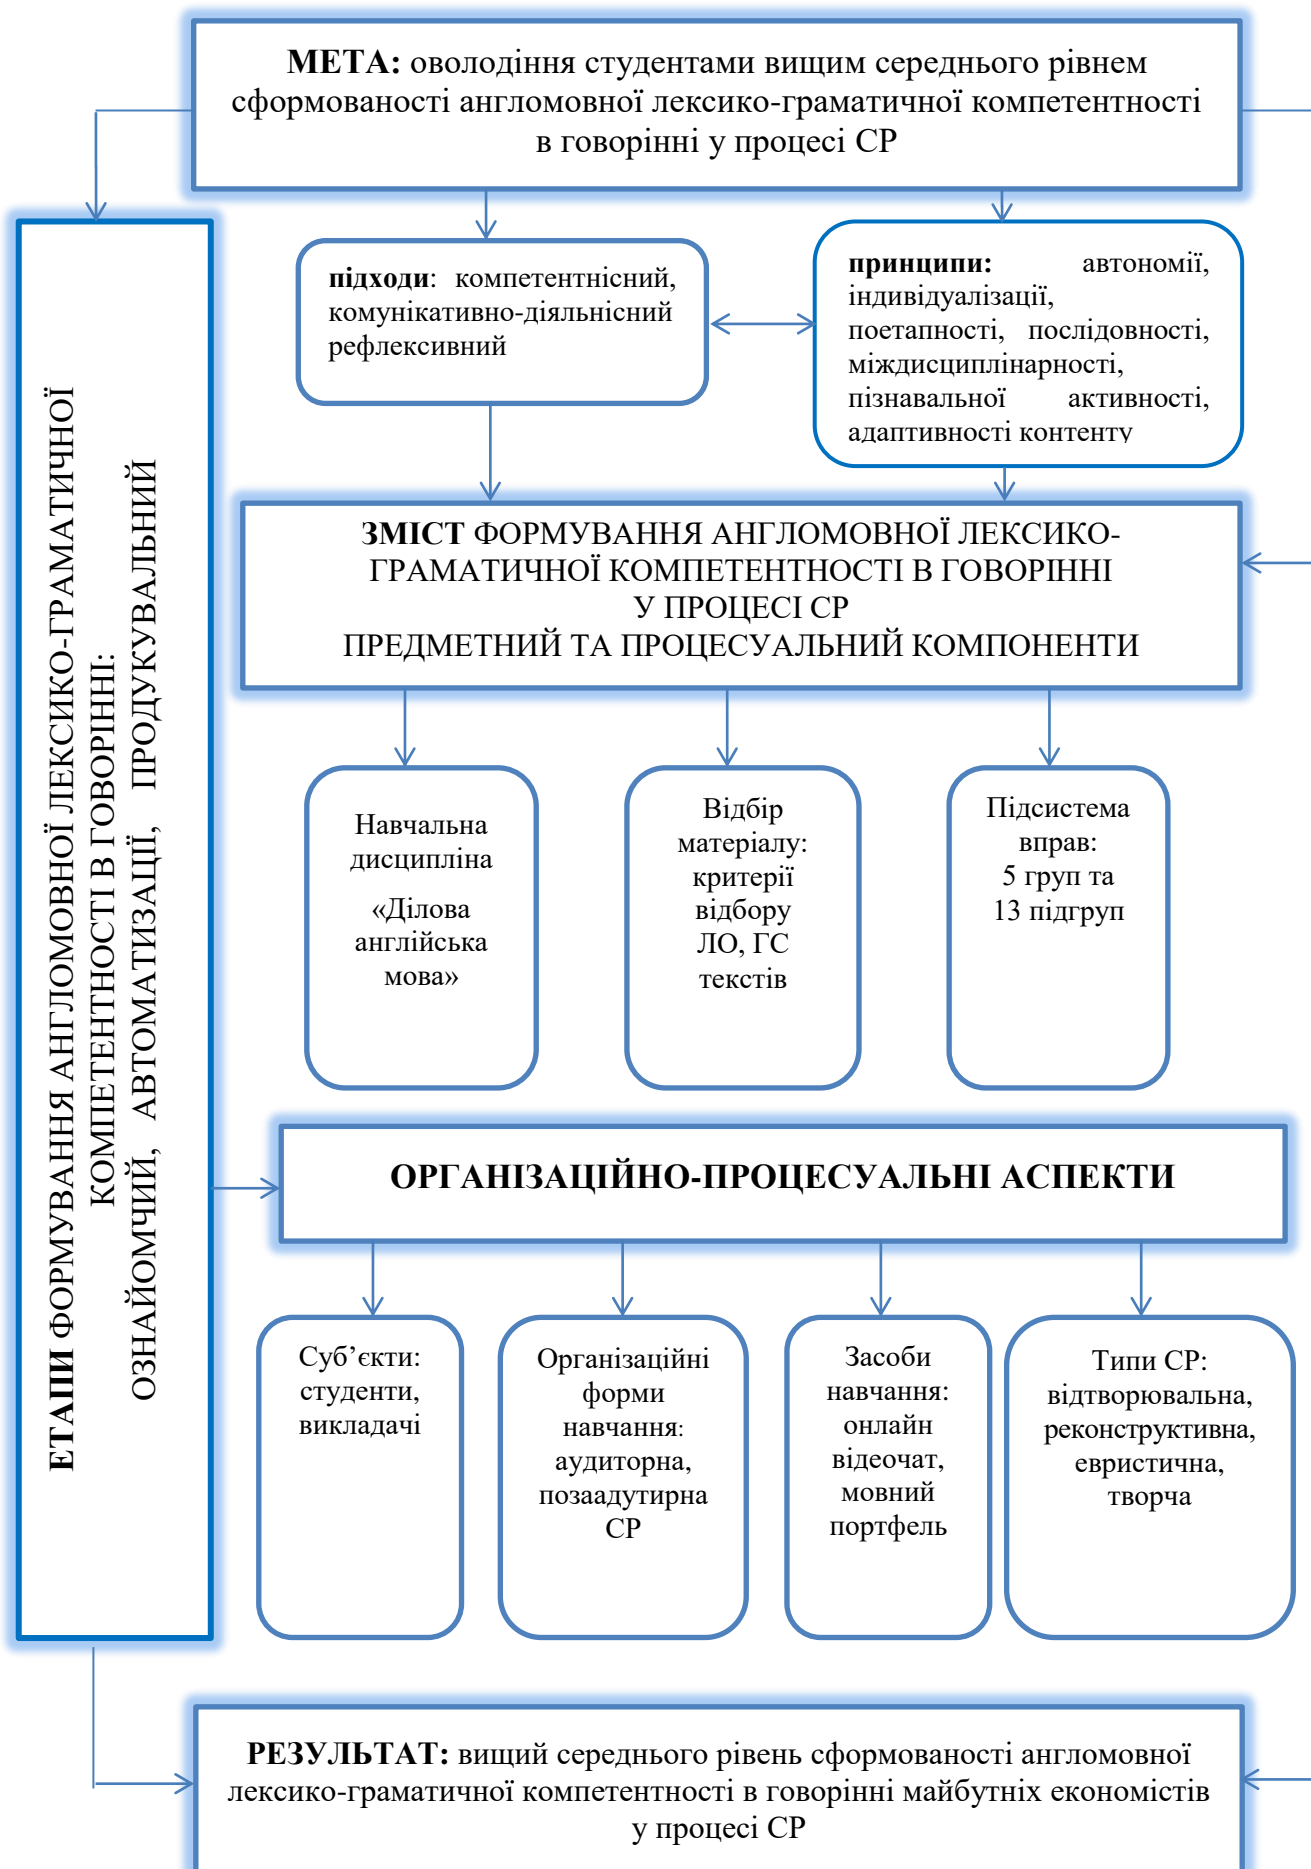 МЕТА: оволодіння студентами вищим середнього рівнем
сформованості англомовної лексико-граматичної компетентності
в говорінні у процесі СР
підходи: компетентнісний,
комунікативно-діяльнісний
рефлексивний
принципи: автономії,
індивідуалізації,
поетапності, послідовності,
міждисциплінарності,
пізнавальної активності,
адаптивності контенту
ЕТАПИ ФОРМУВАННЯ АНГЛОМОВНОЇ ЛЕКСИКО-ГРАМАТИЧНОЇ
КОМПЕТЕНТНОСТІ В ГОВОРІННІ:
ОЗНАЙОМЧИЙ, АВТОМАТИЗАЦІЇ, ПРОДУКУВАЛЬНИЙ
ЗМІСТ ФОРМУВАННЯ АНГЛОМОВНОЇ ЛЕКСИКО-
ГРАМАТИЧНОЇ КОМПЕТЕНТНОСТІ В ГОВОРІННІ
У ПРОЦЕСІ СР
ПРЕДМЕТНИЙ ТА ПРОЦЕСУАЛЬНИЙ КОМПОНЕНТИ
Навчальна
дисципліна
«Ділова
англійська
мова»
Відбір
матеріалу:
критерії
відбору
ЛО, ГС
текстів
Підсистема
вправ:
5 груп та
13 підгруп
ОРГАНІЗАЦІЙНО-ПРОЦЕСУАЛЬНІ АСПЕКТИ
Суб’єкти:
студенти,
викладачі
Організаційні
форми
навчання:
аудиторна,
позаадутирна
СР
Засоби
навчання:
онлайн
відеочат,
мовний
портфель
Типи СР:
відтворювальна,
реконструктивна,
евристична,
творча
РЕЗУЛЬТАТ: вищий середнього рівень сформованості англомовної
лексико-граматичної компетентності в говорінні майбутніх економістів
у процесі СР